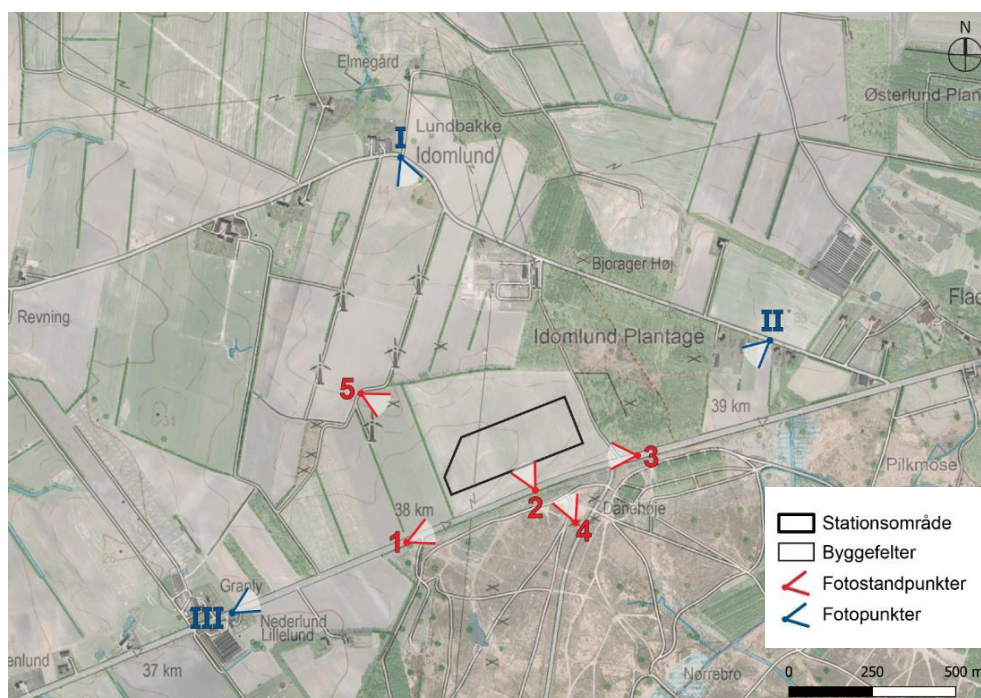 N
Elmegård
Østerlund Plan
Lundbakke
I
Idomlund
44
Bjorager Høj
Revning
II
33
Flad
Idomlund Plantage
5
39 km
31
3
Pilkmose
38 km
2
Danehøje
4
1
Granly
III
Nederlund
Lillelund
enlund
37 km
Nørrebro
Stationsområde
Byggefelter
Fotostandpunkter
Fotopunkter
0 250 500 m